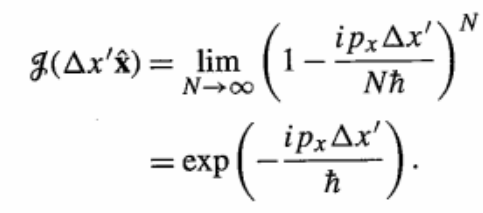 𝒥(Δx′x̂) = lim_{N→∞} (1 − ip_xΔx′/Nħ)^N
= exp(−ip_xΔx′/ħ).